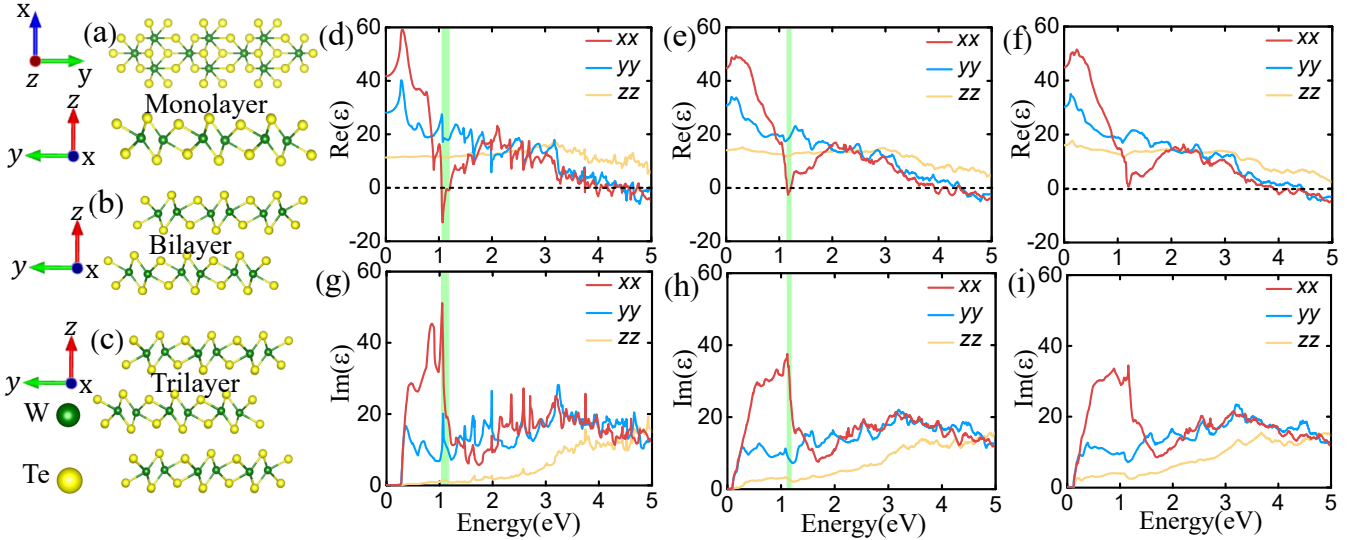 x
z
y
(a)
Monolayer
z
y
x
(b)
z
Bilayer
y
x
(c)
z
Trilayer
y
x
W
Te
(d)
60
40
20
0
-20
Re(ε)
xx
yy
zz
0 1 2 3 4 5
(e)
60
40
20
0
-20
Re(ε)
xx
yy
zz
0 1 2 3 4 5
(f)
60
40
20
0
-20
Re(ε)
xx
yy
zz
0 1 2 3 4 5
(g)
60
40
20
0
Im(ε)
xx
yy
zz
0 1 2 3 4 5
Energy(eV)
(h)
60
40
20
0
Im(ε)
xx
yy
zz
0 1 2 3 4 5
Energy(eV)
(i)
60
40
20
0
Im(ε)
xx
yy
zz
0 1 2 3 4 5
Energy(eV)